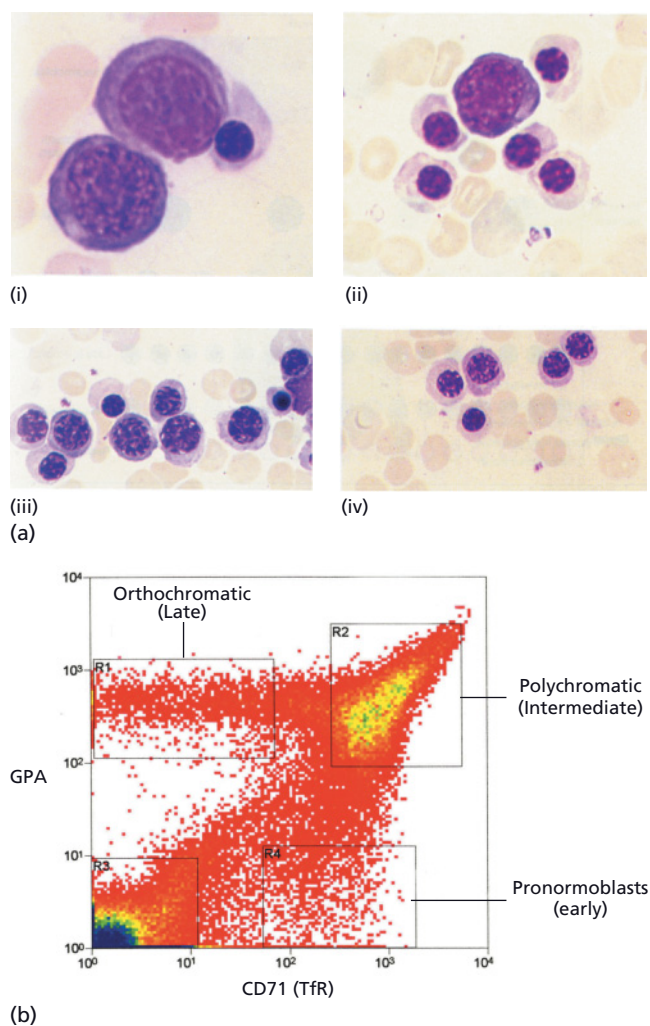 (i)
(ii)
(iii)
(iv)
(a)
Orthochromatic
(Late)
10⁴
10³
10²
10¹
10⁰
GPA
R1
R2
R3
R4
Polychromatic
(Intermediate)
Pronormoblasts
(early)
10⁰ 10¹ 10² 10³ 10⁴
CD71 (TfR)
(b)